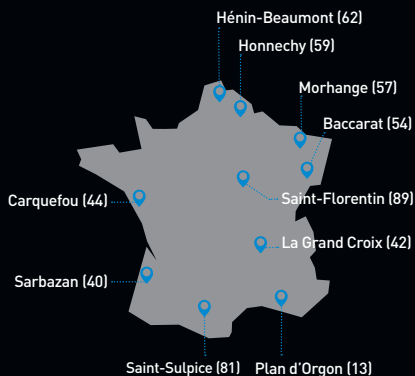 Hénin-Beaumont (62)
Honnechy (59)
Morhange (57)
Baccarat (54)
Carquefou (44)
Saint-Florentin (89)
La Grand Croix (42)
Sarbazan (40)
Saint-Sulpice (81)
Plan d'Orgon (13)